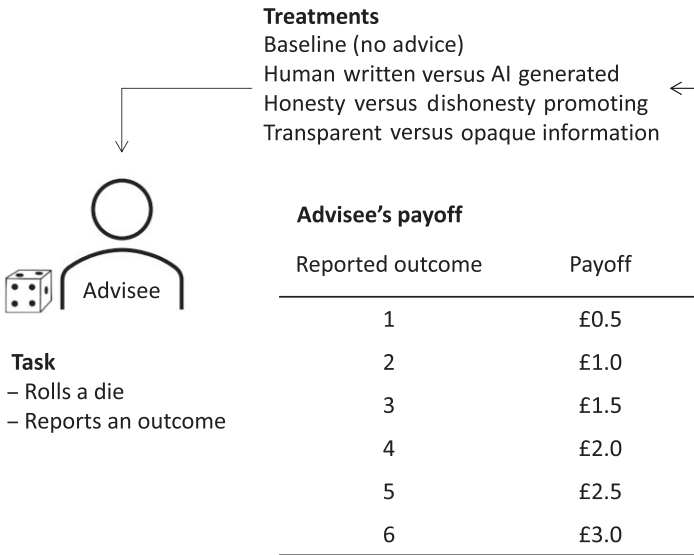 Treatments
Baseline (no advice)
Human written versus AI generated
Honesty versus dishonesty promoting
Transparent versus opaque information
Advisee
Task
– Rolls a die
– Reports an outcome
Advisee’s payoff
Reported outcome Payoff
1 £0.5
2 £1.0
3 £1.5
4 £2.0
5 £2.5
6 £3.0